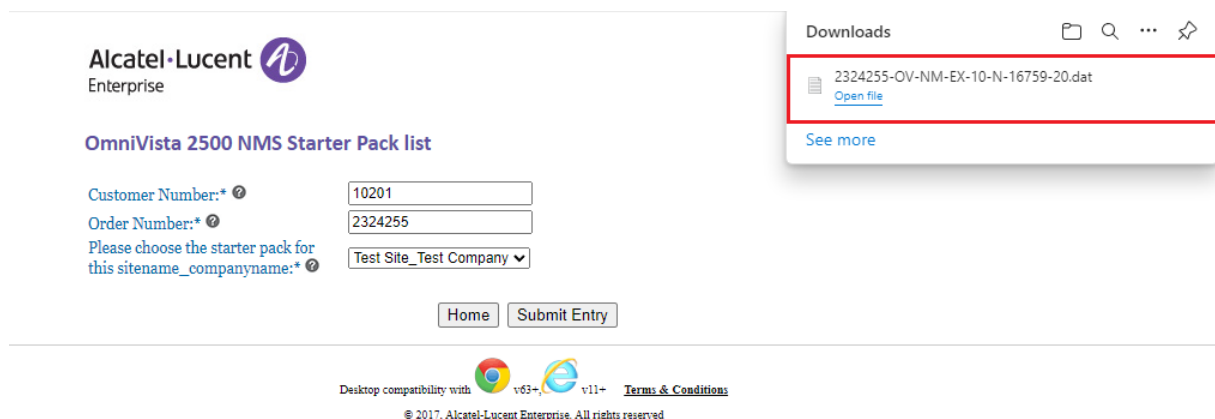 Alcatel·Lucent
Enterprise
OmniVista 2500 NMS Starter Pack list
Customer Number:* ?
10201
Order Number:* ?
2324255
Please choose the starter pack for
this sitename_companyname:* ?
Test Site_Test Company
Home
Submit Entry
Desktop compatibility with v63+, v11+ Terms & Conditions
© 2017, Alcatel-Lucent Enterprise. All rights reserved
Downloads
2324255-OV-NM-EX-10-N-16759-20.dat
Open file
See more